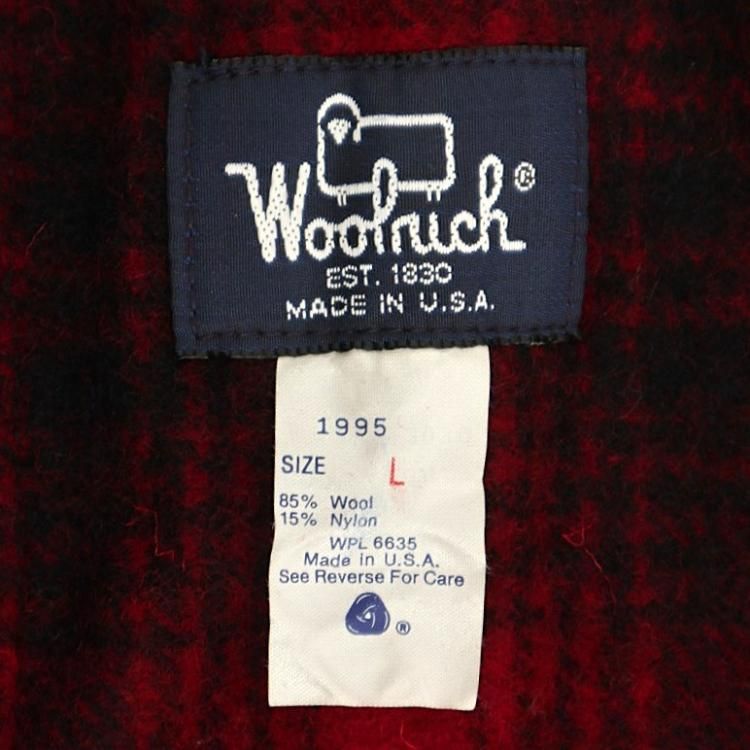 Woolrich®
EST. 1830
MADE IN U.S.A.
1995
SIZE L
85% Wool
15% Nylon
WPL 6635
Made in U.S.A.
See Reverse For Care
®